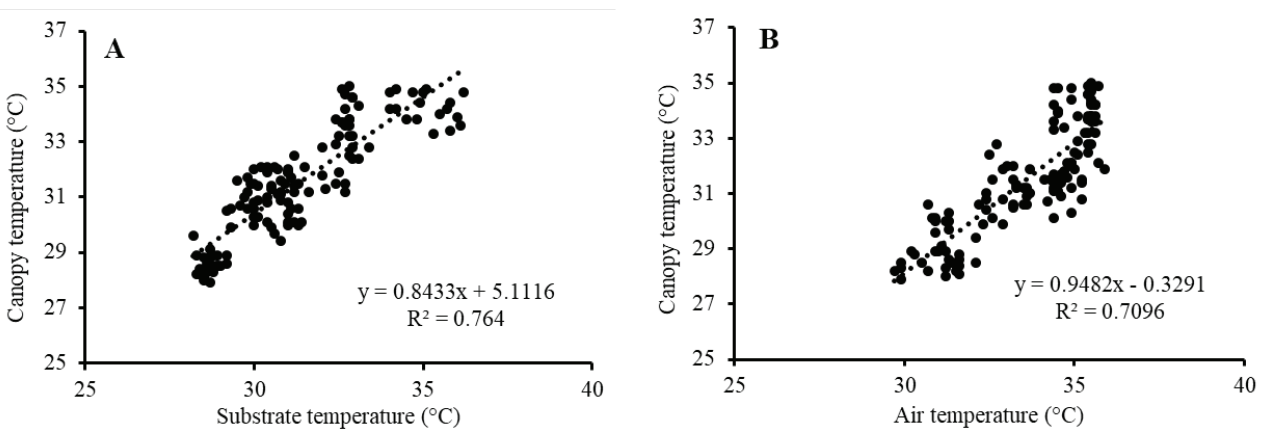 A
37
35
33
31
29
27
25
Canopy temperature (°C)
y = 0.8433x + 5.1116
R² = 0.764
25
30
35
40
Substrate temperature (°C)
B
37
35
33
31
29
27
25
Canopy temperature (°C)
y = 0.9482x - 0.3291
R² = 0.7096
25
30
35
40
Air temperature (°C)